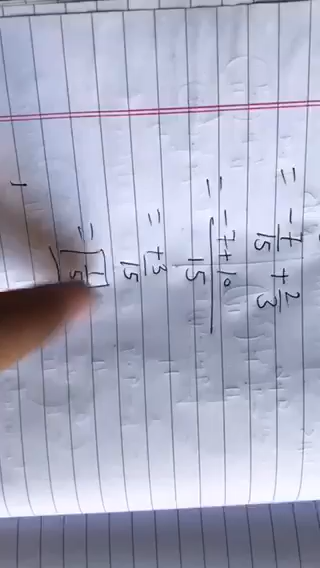 = -7/15 + 2/3
= -7+10/15
= +3/15
= 1/5